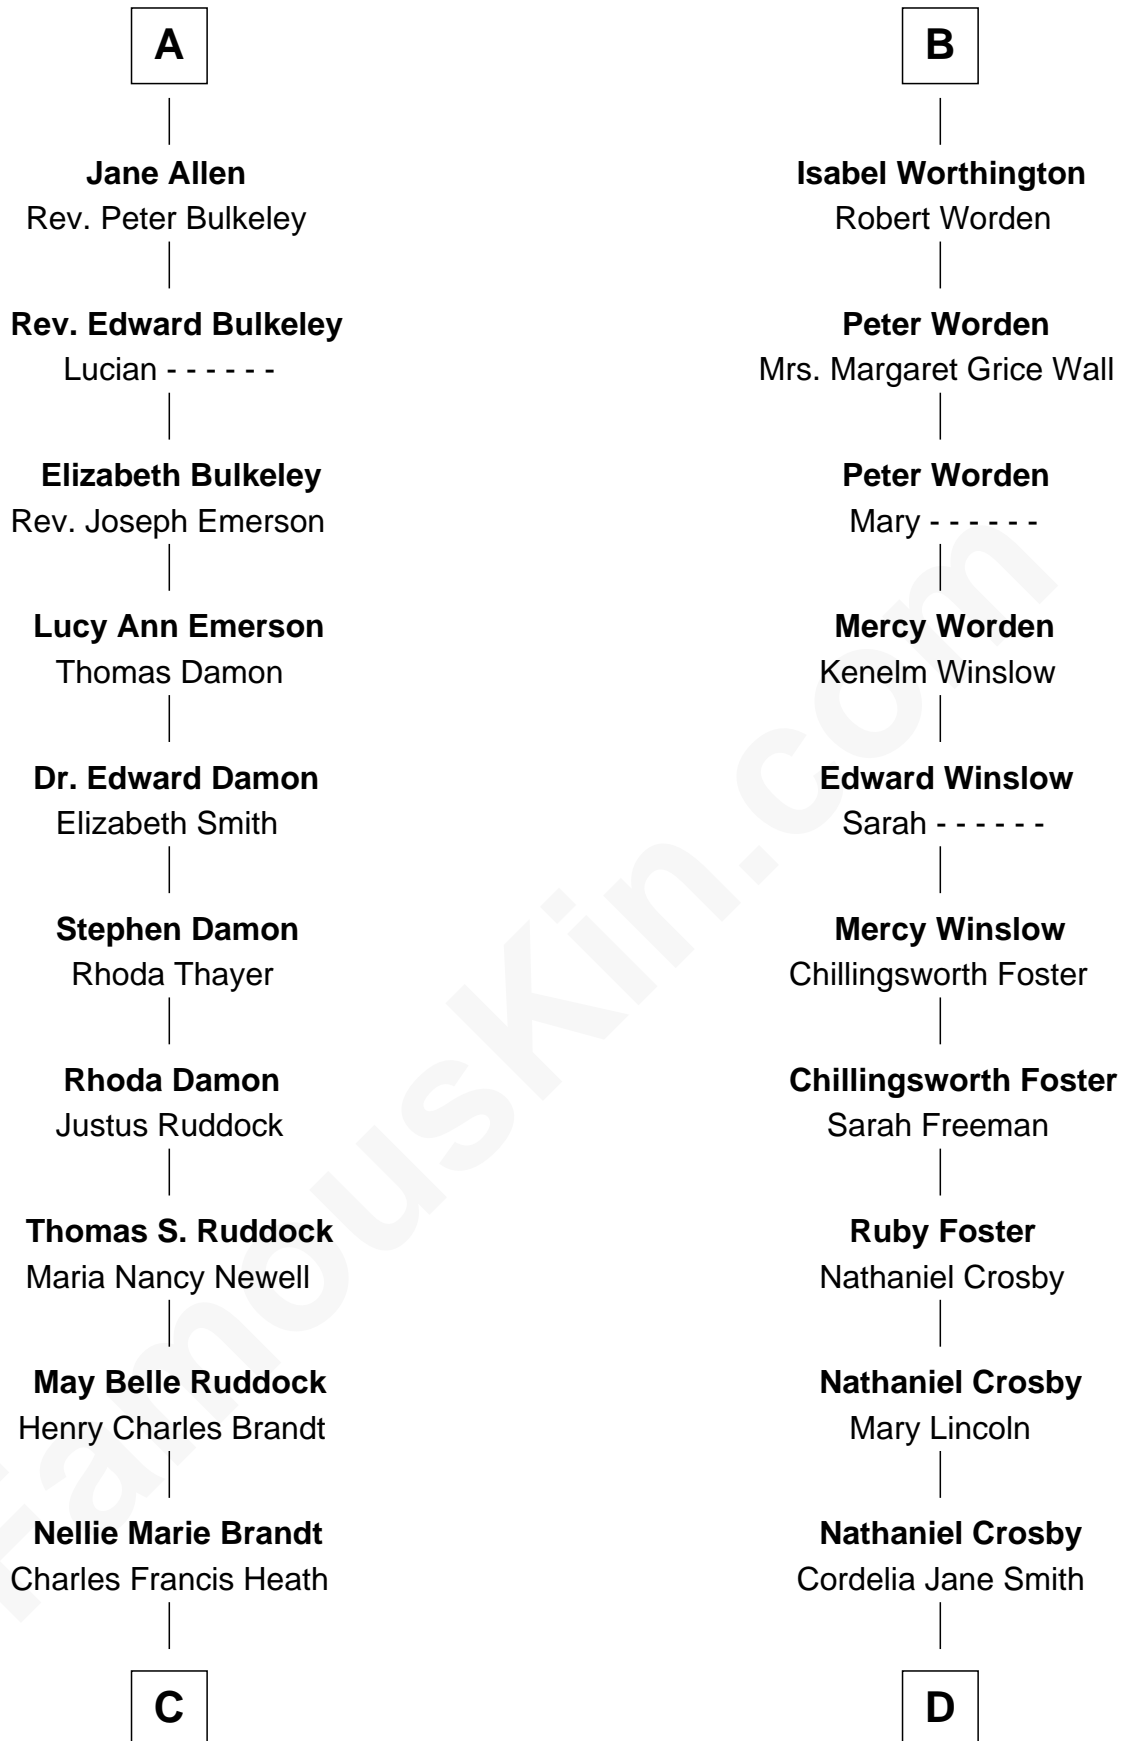 A
Jane Allen
Rev. Peter Bulkeley
Rev. Edward Bulkeley
Lucian - - - - - -
Elizabeth Bulkeley
Rev. Joseph Emerson
Lucy Ann Emerson
Thomas Damon
Dr. Edward Damon
Elizabeth Smith
Stephen Damon
Rhoda Thayer
Rhoda Damon
Justus Ruddock
Thomas S. Ruddock
Maria Nancy Newell
May Belle Ruddock
Henry Charles Brandt
Nellie Marie Brandt
Charles Francis Heath
C
B
Isabel Worthington
Robert Worden
Peter Worden
Mrs. Margaret Grice Wall
Peter Worden
Mary - - - - - -
Mercy Worden
Kenelm Winslow
Edward Winslow
Sarah - - - - - -
Mercy Winslow
Chillingsworth Foster
Chillingsworth Foster
Sarah Freeman
Ruby Foster
Nathaniel Crosby
Nathaniel Crosby
Mary Lincoln
Nathaniel Crosby
Cordelia Jane Smith
D
FamousKin.com